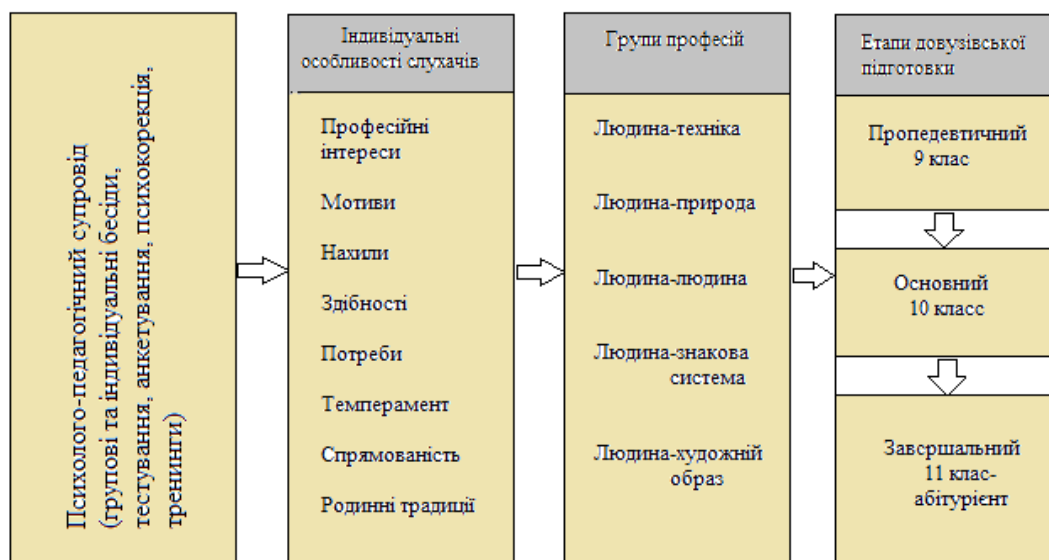 Психолого-педагогічний супровід
(групові та індивідуальні бесіди,
тестування, анкетування, психокорекція,
тренинги)
Індивідуальні
особливості слухачів
Професійні
інтереси
Мотиви
Нахили
Здібності
Потреби
Темперамент
Спрямованість
Родинні традиції
Групи професій
Людина-техніка
Людина-природа
Людина-людина
Людина-знакова
система
Людина-художній
образ
Етапи довузівської
підготовки
Пропедевтичний
9 клас
Основний
10 класс
Завершальний
11 клас-
абітурієнт